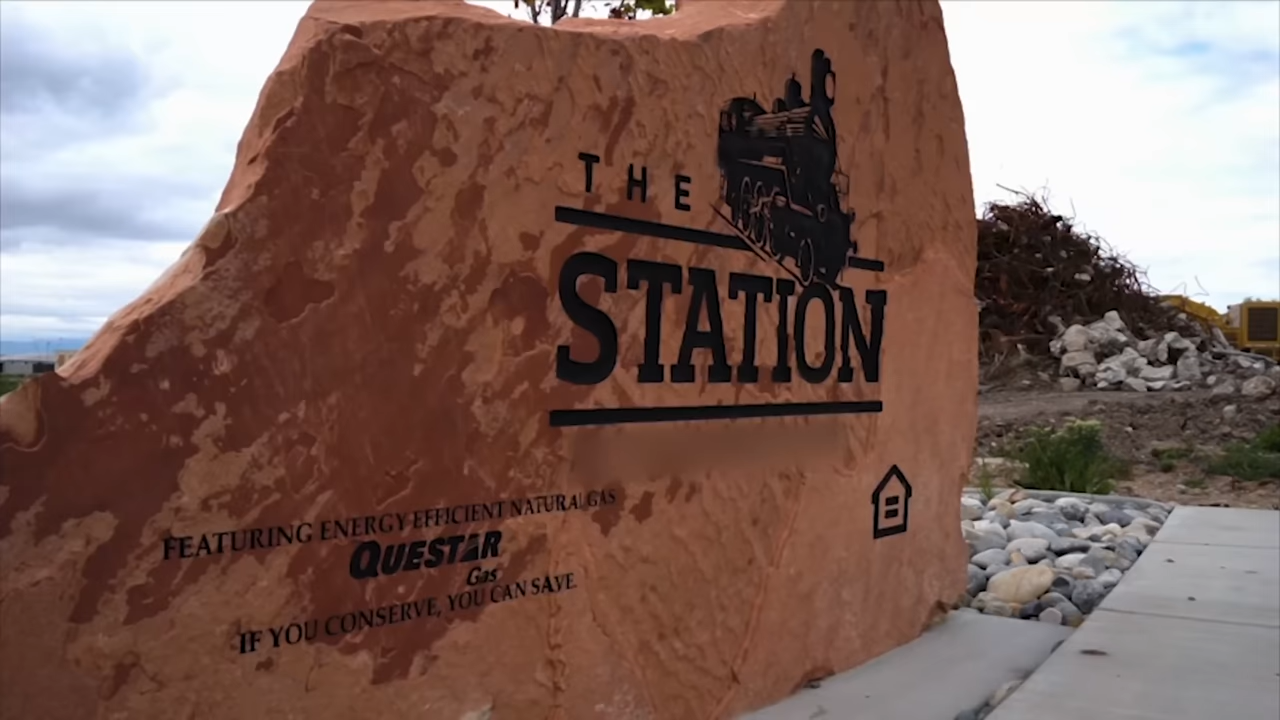 THE
STATION
FEATURING ENERGY EFFICIENT NATURAL GAS
QUESTAR
Gas
IF YOU CONSERVE, YOU CAN SAVE.